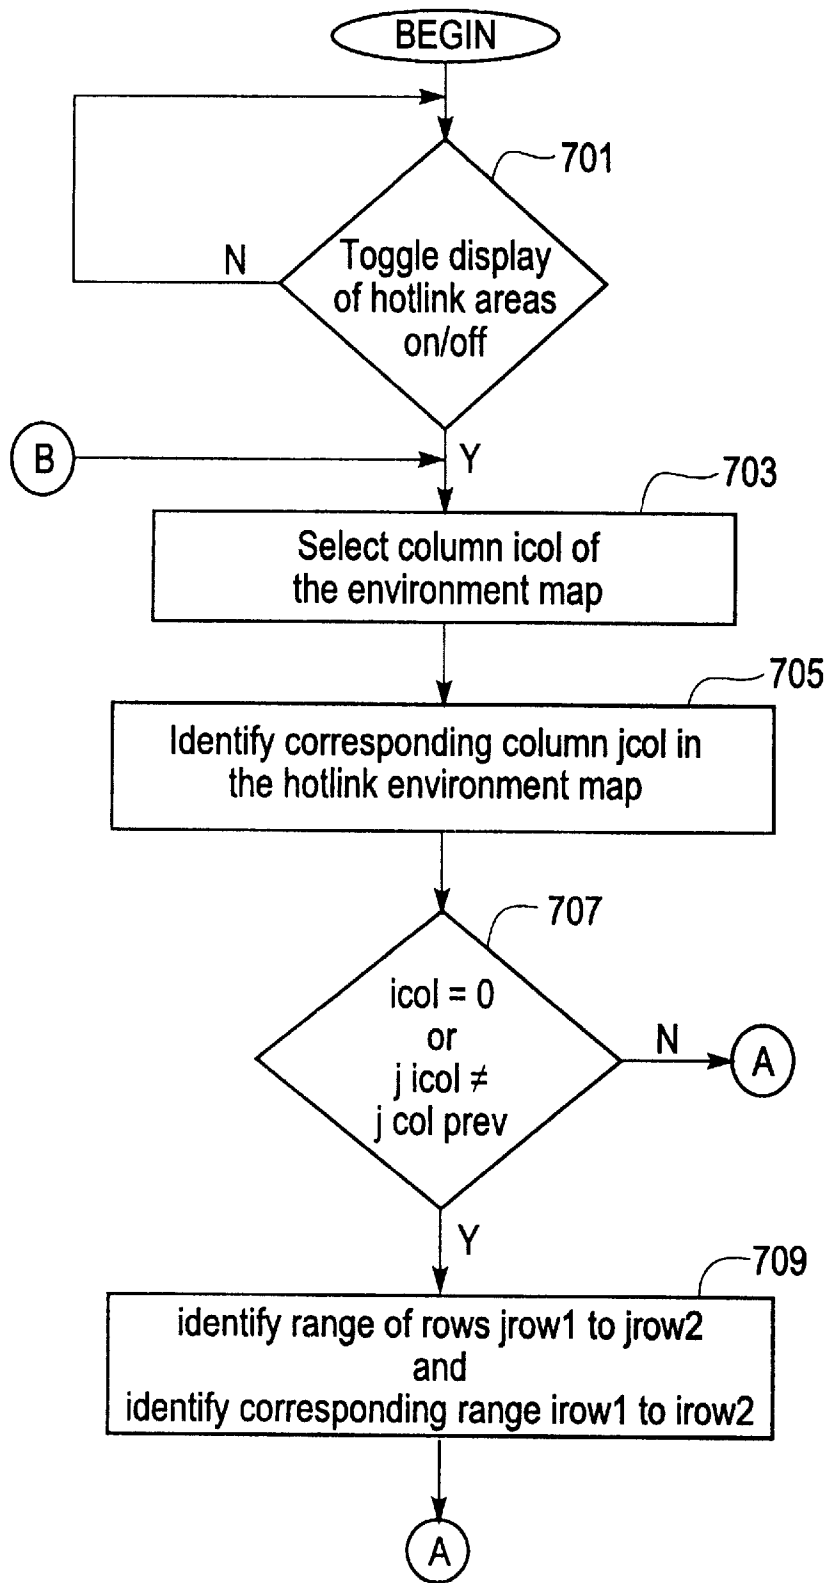 BEGIN
701
Toggle display
of hotlink areas
on/off
N
B
Y
703
Select column icol of
the environment map
705
Identify corresponding column jcol in
the hotlink environment map
707
icol = 0
or
j icol ≠
j col prev
N
A
Y
709
identify range of rows jrow1 to jrow2
and
identify corresponding range irow1 to irow2
A